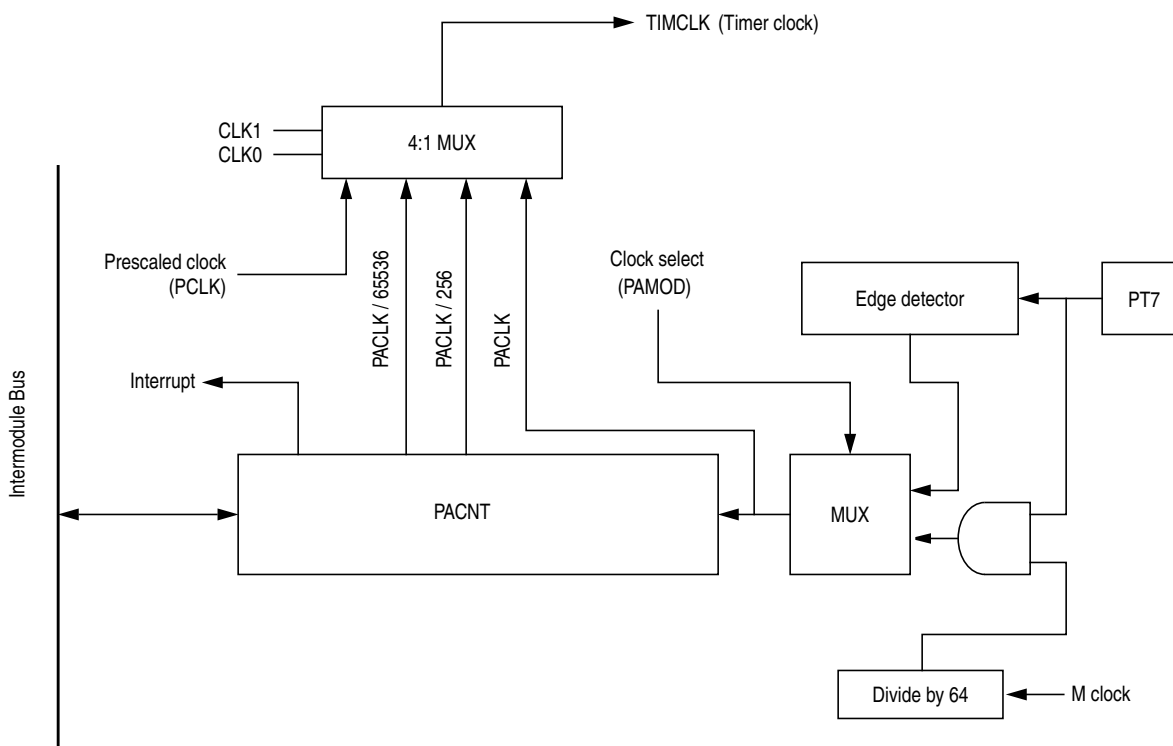 TIMCLK (Timer clock)
CLK1
CLK0
4:1 MUX
Prescaled clock
(PCLK)
PACLK / 65536
PACLK / 256
PACLK
Clock select
(PAMOD)
Edge detector
PT7
Interrupt
Intermodule Bus
PACNT
MUX
Divide by 64
M clock